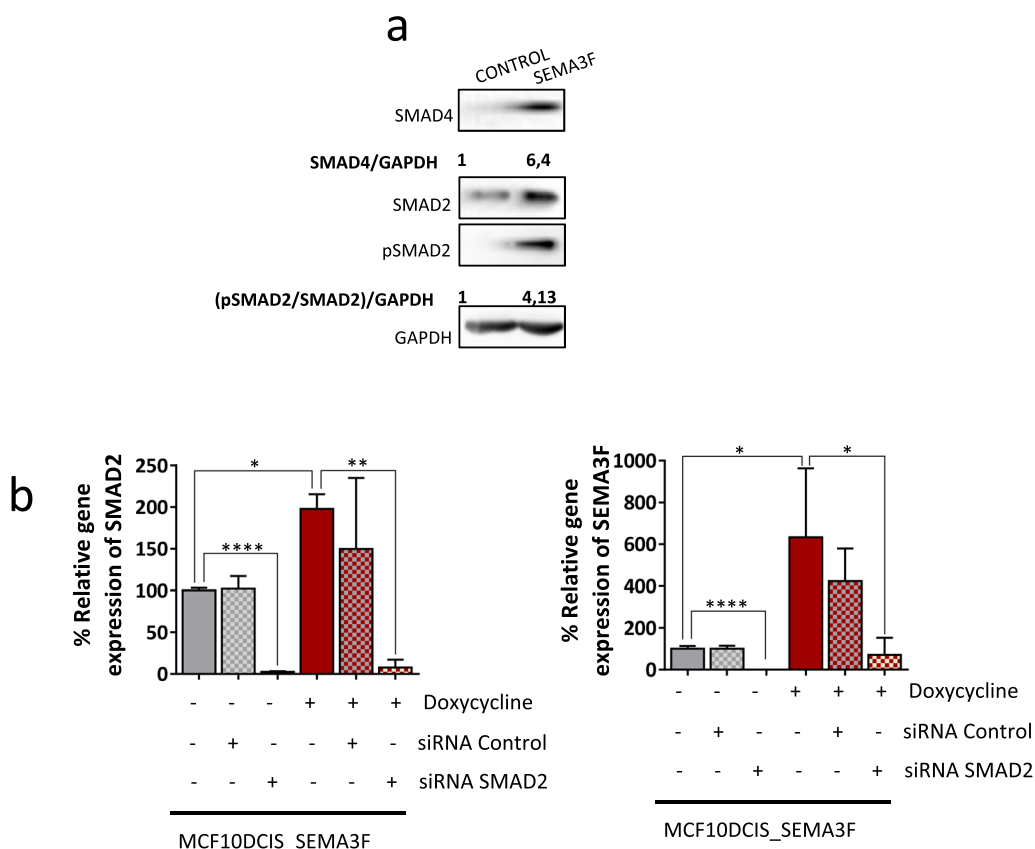 a
CONTROL SEMA3F
SMAD4
SMAD4/GAPDH 1 6,4
SMAD2
pSMAD2
(pSMAD2/SMAD2)/GAPDH 1 4,13
GAPDH
b
% Relative gene
expression of SMAD2
250
200
150
100
50
0
* **
****
- - - + + + Doxycycline
- + - - + - siRNA Control
- - + - - + siRNA SMAD2
MCF10DCIS SEMA3F
% Relative gene
expression of SEMA3F
1000
800
600
400
200
0
* *
****
- - - + + + Doxycycline
- + - - + - siRNA Control
- - + - - + siRNA SMAD2
MCF10DCIS_SEMA3F